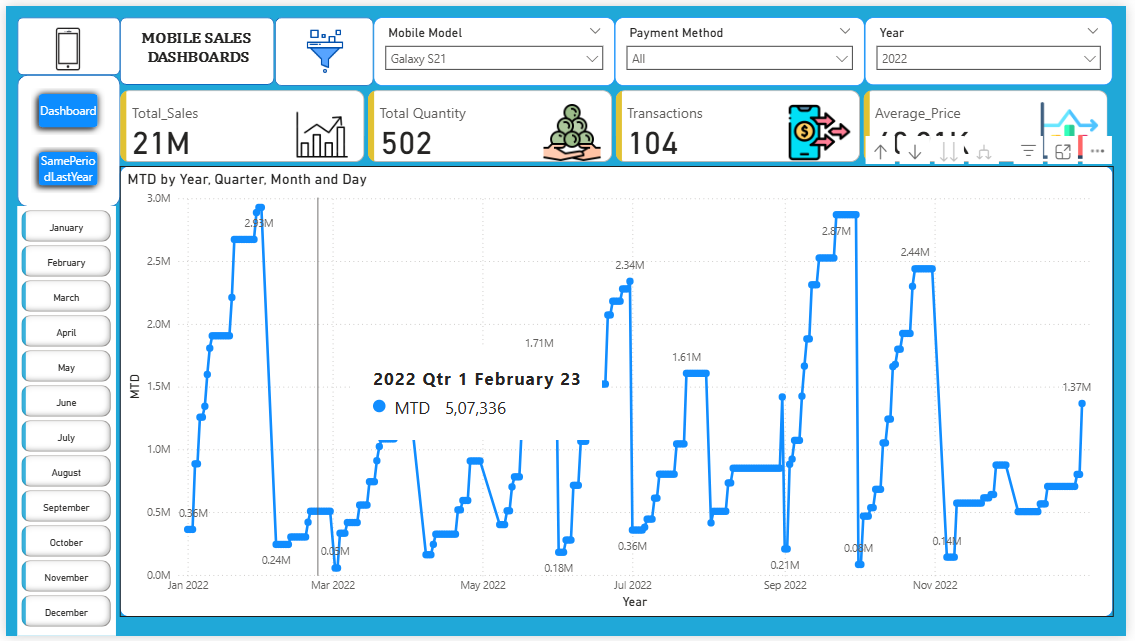 MOBILE SALES
DASHBOARDS
Mobile Model
Galaxy S21
Payment Method
All
Year
2022
Dashboard
SamePerio
dLastYear
Total_Sales
21M
Total Quantity
502
Transactions
104
Average_Price
MTD by Year, Quarter, Month and Day
January
February
March
April
May
June
July
August
September
October
November
December
MTD
3.0M
2.5M
2.0M
1.5M
1.0M
0.5M
0.0M
0.36M
2.93M
0.24M
0.05M
1.71M
0.18M
2.34M
0.36M
1.61M
0.21M
2.87M
0.08M
2.44M
0.14M
1.37M
2022 Qtr 1 February 23
MTD 5,07,336
Jan 2022
Mar 2022
May 2022
Jul 2022
Sep 2022
Nov 2022
Year